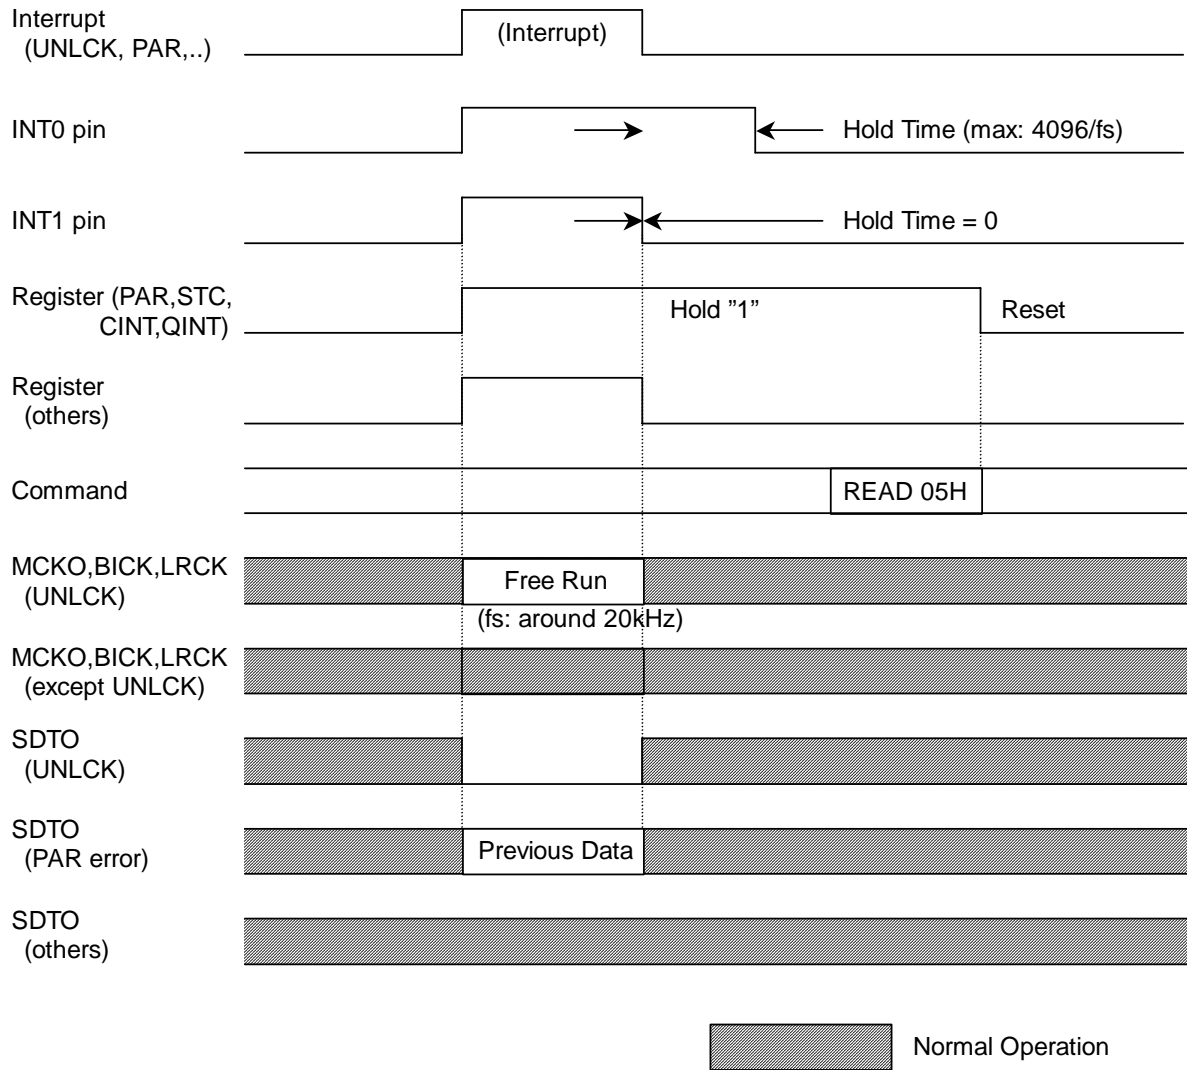 Interrupt
(UNLCK, PAR,..)
(Interrupt)
INT0 pin
Hold Time (max: 4096/fs)
INT1 pin
Hold Time = 0
Register (PAR,STC,
CINT,QINT)
Hold ”1”
Reset
Register
(others)
Command
READ 05H
MCKO,BICK,LRCK
(UNLCK)
Free Run
(fs: around 20kHz)
MCKO,BICK,LRCK
(except UNLCK)
SDTO
(UNLCK)
SDTO
(PAR error)
Previous Data
SDTO
(others)
Normal Operation